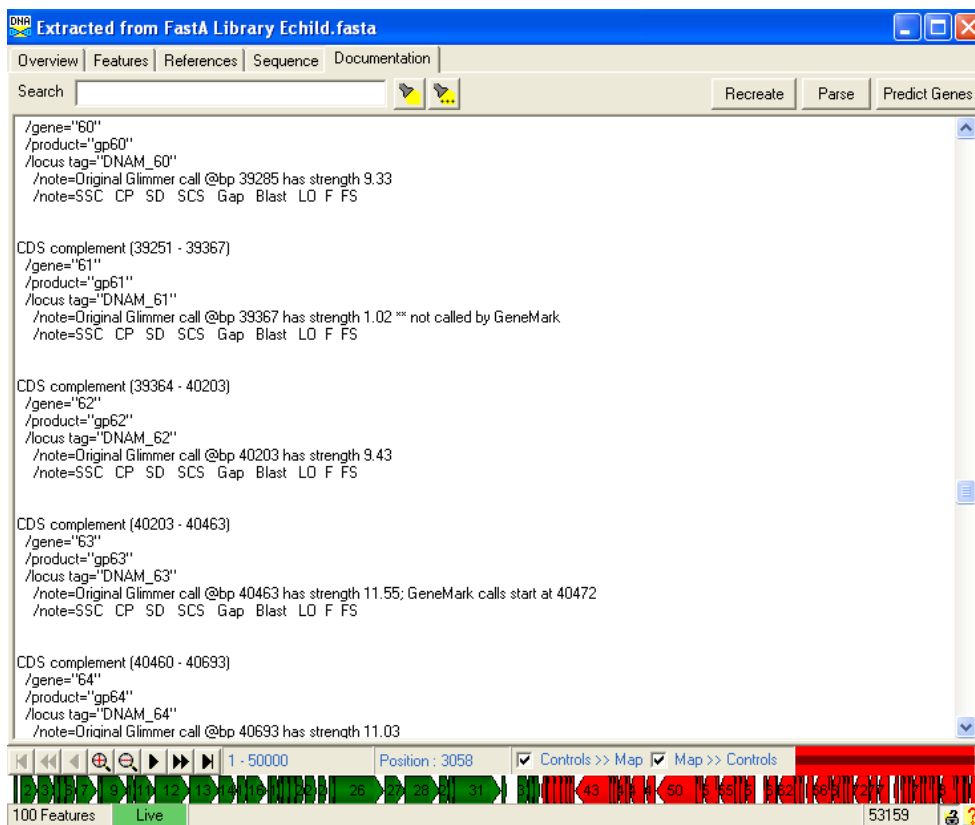 Extracted from FastA Library Echild.fasta
Overview Features References Sequence Documentation
Search Recreate Parse Predict Genes
/gene="60"
/product="gp60"
/locus tag="DNAM_60"
/note=Original Glimmer call @bp 39285 has strength 9.33
/note=SSC CP SD SCS Gap Blast LO F FS
CDS complement (39251 - 39367)
/gene="61"
/product="gp61"
/locus tag="DNAM_61"
/note=Original Glimmer call @bp 39367 has strength 1.02 ** not called by GeneMark
/note=SSC CP SD SCS Gap Blast LO F FS
CDS complement (39364 - 40203)
/gene="62"
/product="gp62"
/locus tag="DNAM_62"
/note=Original Glimmer call @bp 40203 has strength 9.43
/note=SSC CP SD SCS Gap Blast LO F FS
CDS complement (40203 - 40463)
/gene="63"
/product="gp63"
/locus tag="DNAM_63"
/note=Original Glimmer call @bp 40463 has strength 11.55; GeneMark calls start at 40472
/note=SSC CP SD SCS Gap Blast LO F FS
CDS complement (40460 - 40693)
/gene="64"
/product="gp64"
/locus tag="DNAM_64"
/note=Original Glimmer call @bp 40693 has strength 11.03
1 - 50000 Position : 3058 Controls >> Map Map >> Controls
9 12 13 26 28 31 43 50
100 Features Live 53159